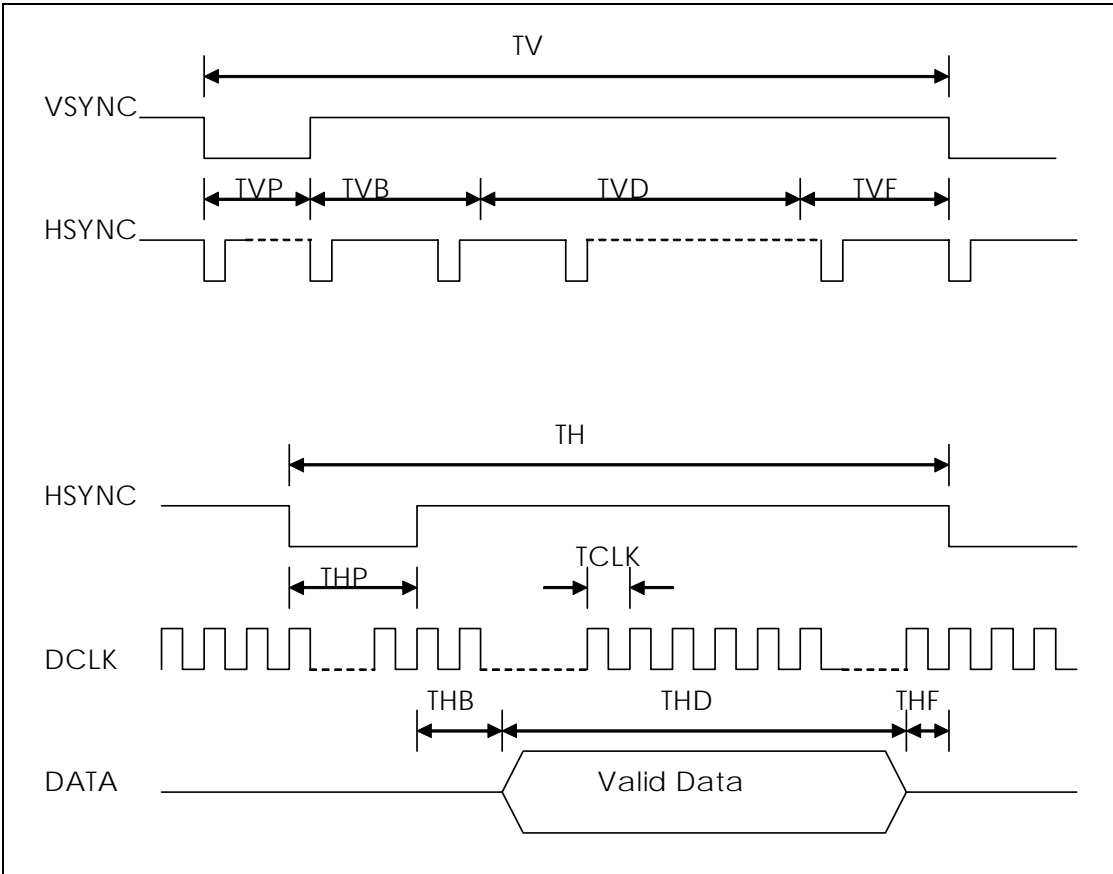 TV
VSYNC
TVP TVB TVD TVF
HSYNC
TH
HSYNC
TCLK
THP
DCLK
THB THD THF
DATA Valid Data